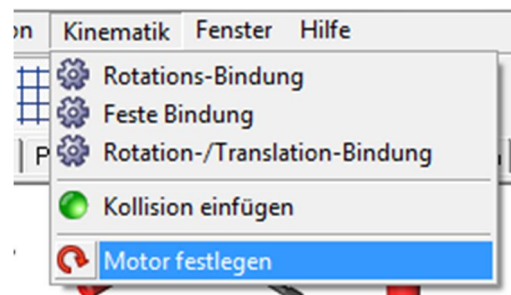 on Kinematik Fenster Hilfe
Rotations-Bindung
Feste Bindung
P Rotation-/Translation-Bindung
Kollision einfügen
Motor festlegen